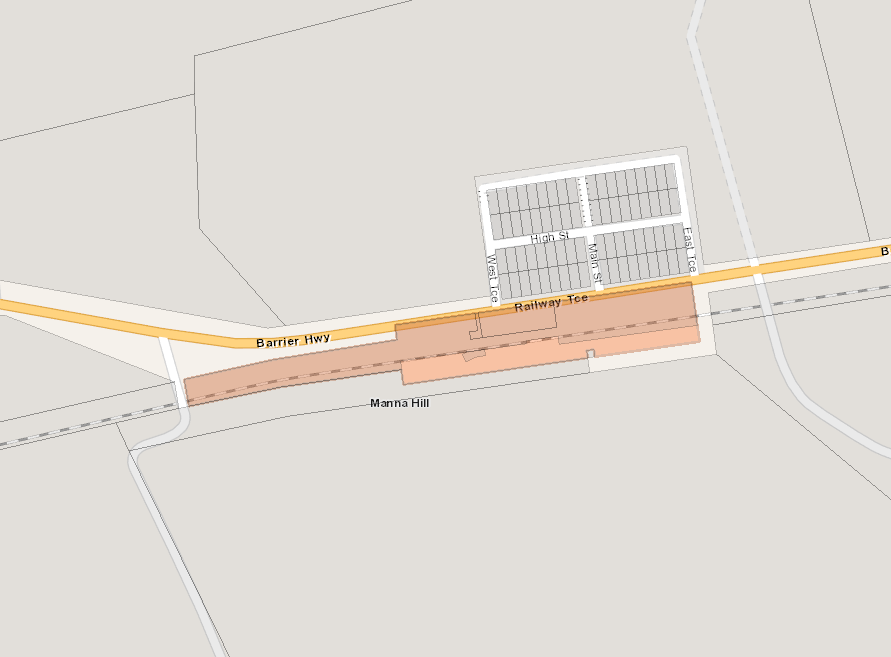 High St
Main St
East Tce
West Tce
B
Railway Tce
Barrier Hwy
Manna Hill